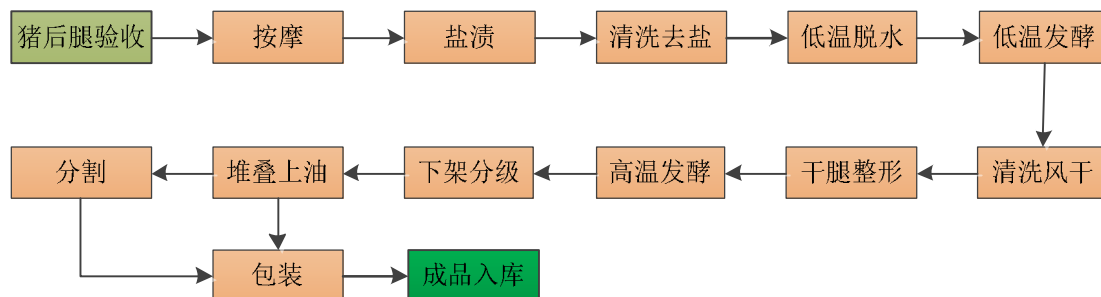 猪后腿验收
按摩
盐渍
清洗去盐
低温脱水
低温发酵
分割
堆叠上油
下架分级
高温发酵
干腿整形
清洗风干
包装
成品入库